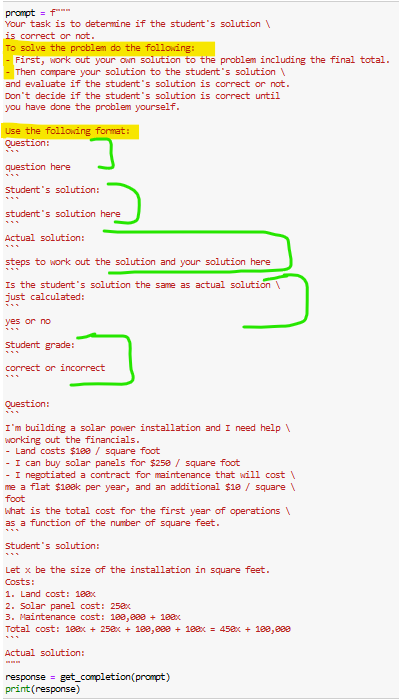 prompt = f"""
Your task is to determine if the student's solution \
is correct or not.
To solve the problem do the following:
- First, work out your own solution to the problem including the final total.
- Then compare your solution to the student's solution \
and evaluate if the student's solution is correct or not.
Don't decide if the student's solution is correct until
you have done the problem yourself.
Use the following format:
Question:
```
question here
```
Student's solution:
```
student's solution here
```
Actual solution:
```
steps to work out the solution and your solution here
```
Is the student's solution the same as actual solution \
just calculated:
```
yes or no
```
Student grade:
```
correct or incorrect
```
Question:
```
I'm building a solar power installation and I need help \
working out the financials.
- Land costs $100 / square foot
- I can buy solar panels for $250 / square foot
- I negotiated a contract for maintenance that will cost \
me a flat $100k per year, and an additional $10 / square \
foot
What is the total cost for the first year of operations \
as a function of the number of square feet.
```
Student's solution:
```
Let x be the size of the installation in square feet.
Costs:
1. Land cost: 100x
2. Solar panel cost: 250x
3. Maintenance cost: 100,000 + 100x
Total cost: 100x + 250x + 100,000 + 100x = 450x + 100,000
```
Actual solution:
"""
response = get_completion(prompt)
print(response)